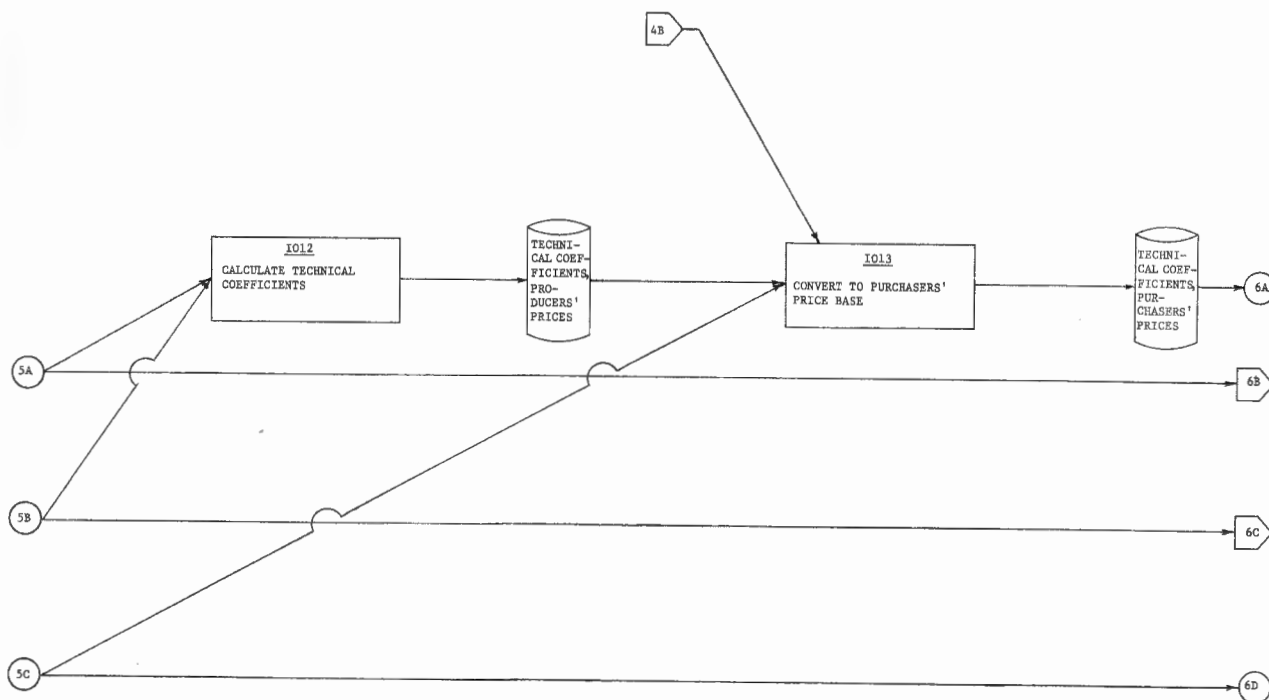 4B
IO12
CALCULATE TECHNICAL
COEFFICIENTS
TECHNI-
CAL COEF-
FICIENTS,
PRO-
DUCERS'
PRICES
IO13
CONVERT TO PURCHASERS'
PRICE BASE
TECHNI-
CAL COEF-
FICIENTS,
PUR-
CHASERS'
PRICES
6A
5A
6B
5B
6C
5C
6D